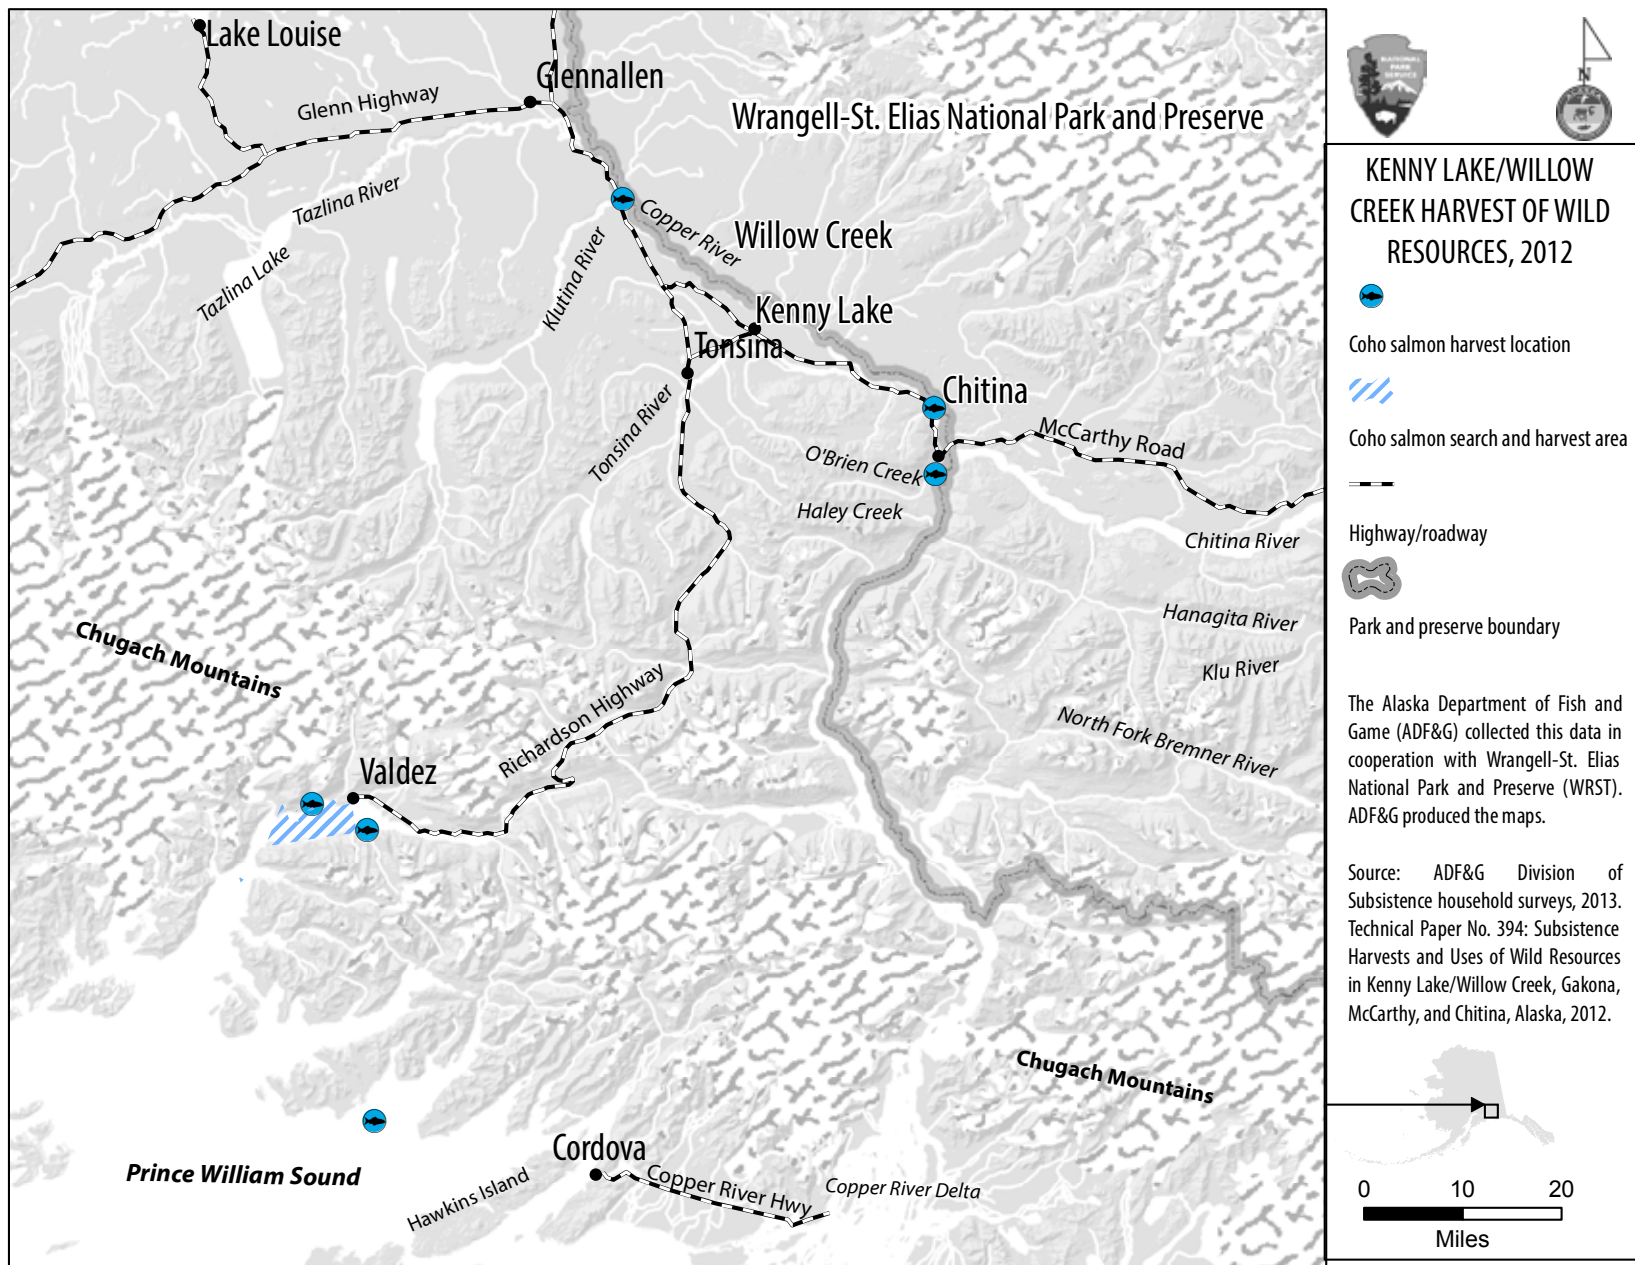 Lake Louise
Glennallen
Glenn Highway
Wrangell-St. Elias National Park and Preserve
Tazlina River
Copper River
Willow Creek
Tazlina Lake
Klutina River
Kenny Lake
Tonsina
Chitina
Tonsina River
McCarthy Road
O'Brien Creek
Haley Creek
Chitina River
Hanagita River
Chugach Mountains
Klu River
Richardson Highway
North Fork Bremner River
Valdez
Chugach Mountains
Cordova
Prince William Sound
Hawkins Island
Copper River Hwy
Copper River Delta
NATIONAL
PARK
SERVICE
N
KENNY LAKE/WILLOW
CREEK HARVEST OF WILD
RESOURCES, 2012
Coho salmon harvest location
Coho salmon search and harvest area
Highway/roadway
Park and preserve boundary
The Alaska Department of Fish and
Game (ADF&G) collected this data in
cooperation with Wrangell-St. Elias
National Park and Preserve (WRST).
ADF&G produced the maps.
Source: ADF&G Division of
Subsistence household surveys, 2013.
Technical Paper No. 394: Subsistence
Harvests and Uses of Wild Resources
in Kenny Lake/Willow Creek, Gakona,
McCarthy, and Chitina, Alaska, 2012.
0 10 20
Miles